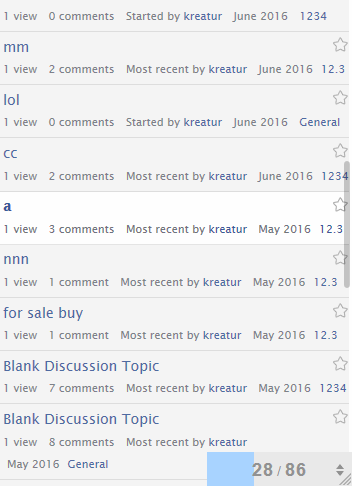 1 view 0 comments Started by kreatur June 2016 1234
mm
1 view 2 comments Most recent by kreatur June 2016 12.3
lol
1 view 0 comments Started by kreatur June 2016 General
cc
1 view 2 comments Most recent by kreatur June 2016 1234
a
1 view 3 comments Most recent by kreatur May 2016 12.3
nnn
1 view 1 comment Most recent by kreatur May 2016 12.3
for sale buy
1 view 1 comment Most recent by kreatur May 2016 12.3
Blank Discussion Topic
1 view 7 comments Most recent by kreatur May 2016 1234
Blank Discussion Topic
1 view 8 comments Most recent by kreatur
May 2016 General
28 / 86